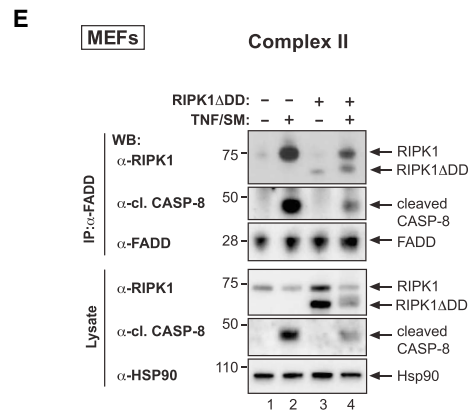 E
MEFs
Complex II
RIPK1ΔDD: – – + +
TNF/SM: – + – +
IP:α-FADD
WB:
α-RIPK1
75
RIPK1
RIPK1ΔDD
α-cl. CASP-8
50
cleaved
CASP-8
α-FADD
28
FADD
Lysate
α-RIPK1
75
RIPK1
RIPK1ΔDD
α-cl. CASP-8
50
cleaved
CASP-8
α-HSP90
110
Hsp90
1 2 3 4